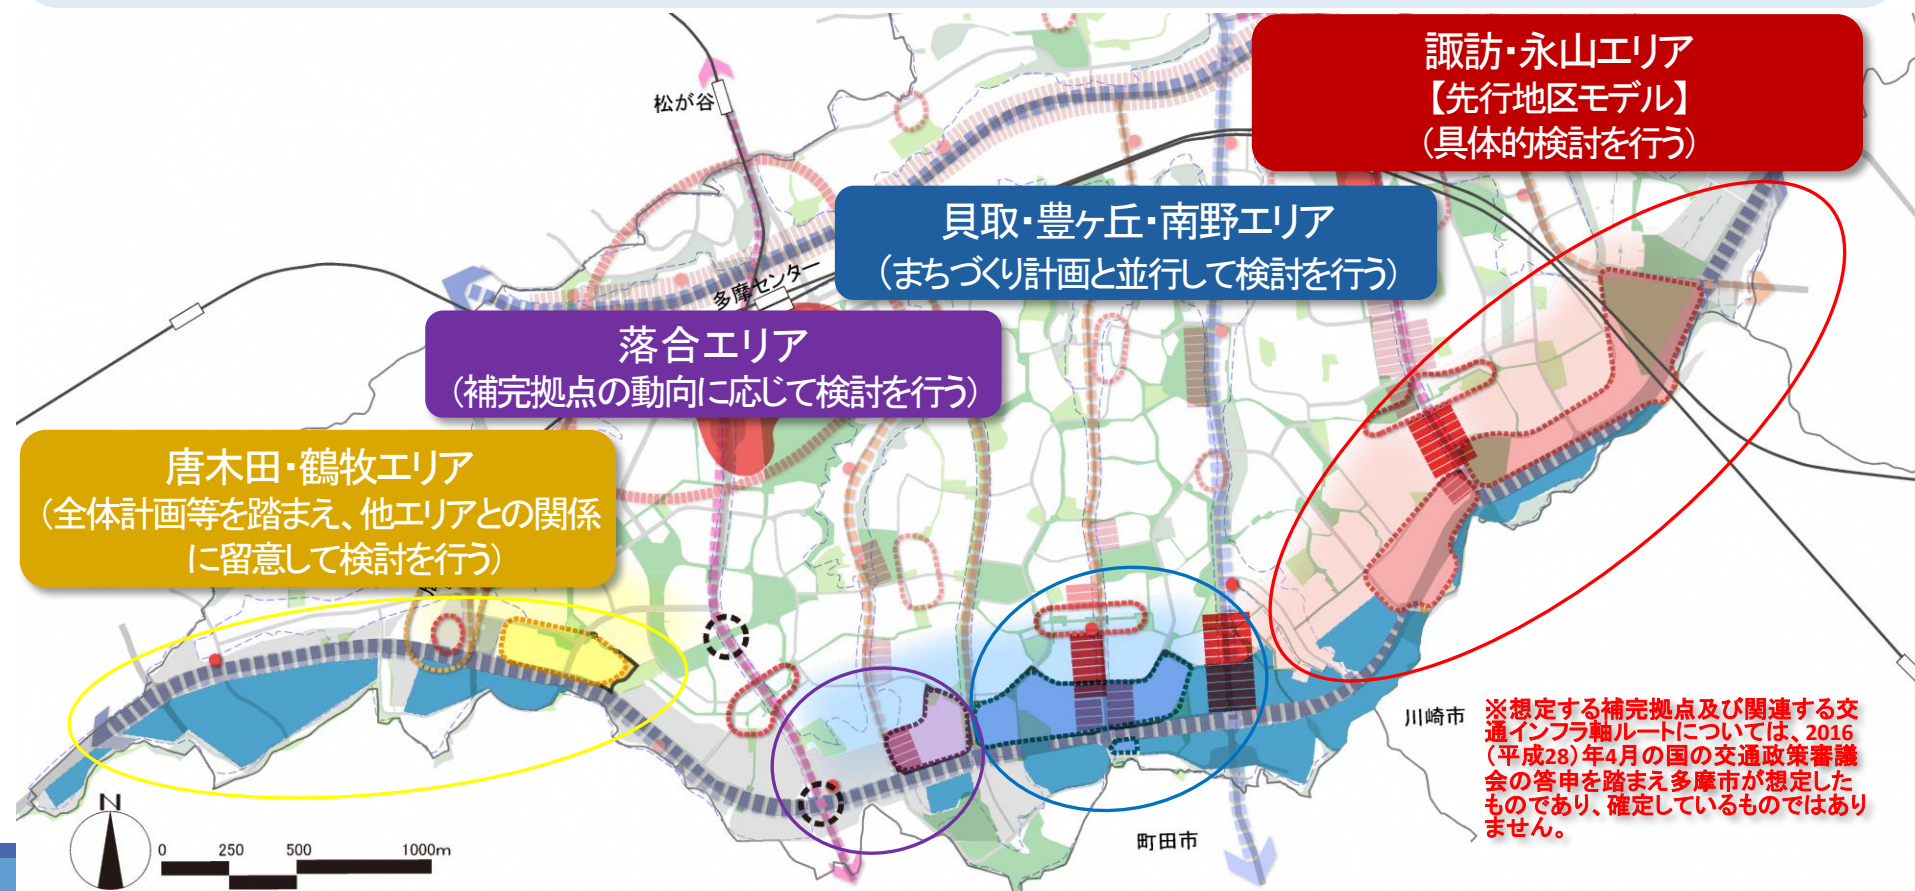 諏訪・永山エリア
【先行地区モデル】
（具体的検討を行う）
松が谷
貝取・豊ヶ丘・南野エリア
（まちづくり計画と並行して検討を行う）
多摩センター
落合エリア
（補完拠点の動向に応じて検討を行う）
唐木田・鶴牧エリア
（全体計画等を踏まえ、他エリアとの関係
に留意して検討を行う）
川崎市
※想定する補完拠点及び関連する交
通インフラ軸ルートについては、2016
（平成28）年4月の国の交通政策審議
会の答申を踏まえ多摩市が想定した
ものであり、確定しているものではあり
ません。
町田市
N
0 250 500 1000m